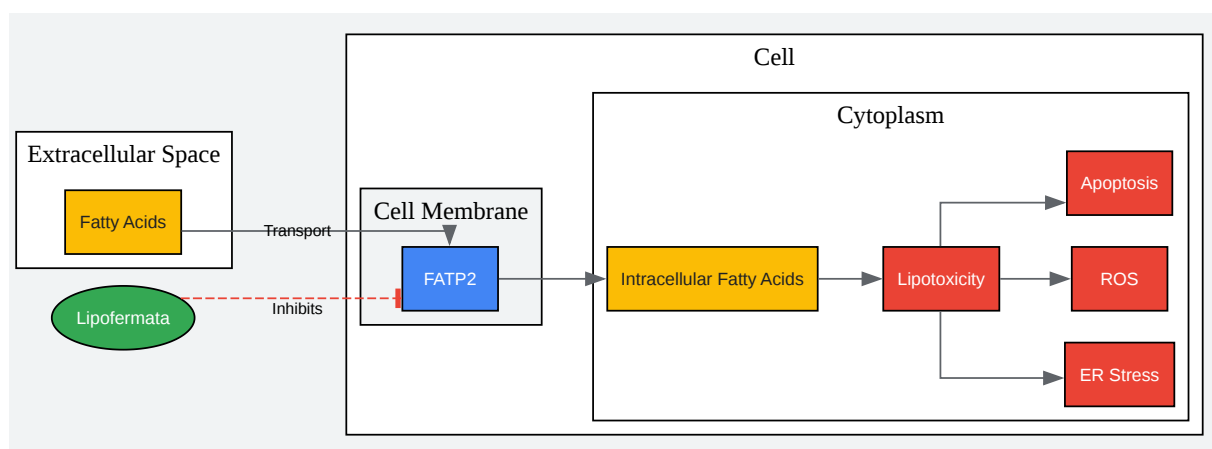 Cell
Cytoplasm
Extracellular Space
Fatty Acids
Transport
Cell Membrane
FATP2
Lipofermata
Inhibits
Intracellular Fatty Acids
Lipotoxicity
Apoptosis
ROS
ER Stress